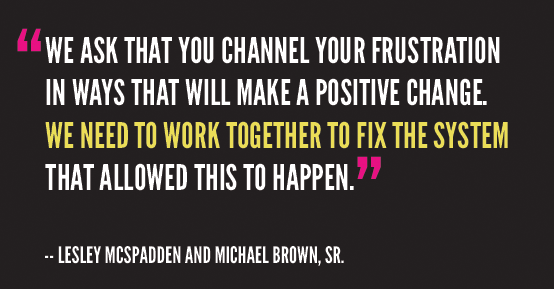 “WE ASK THAT YOU CHANNEL YOUR FRUSTRATION
IN WAYS THAT WILL MAKE A POSITIVE CHANGE.
WE NEED TO WORK TOGETHER TO FIX THE SYSTEM
THAT ALLOWED THIS TO HAPPEN.”
-- LESLEY MCSPADDEN AND MICHAEL BROWN, SR.